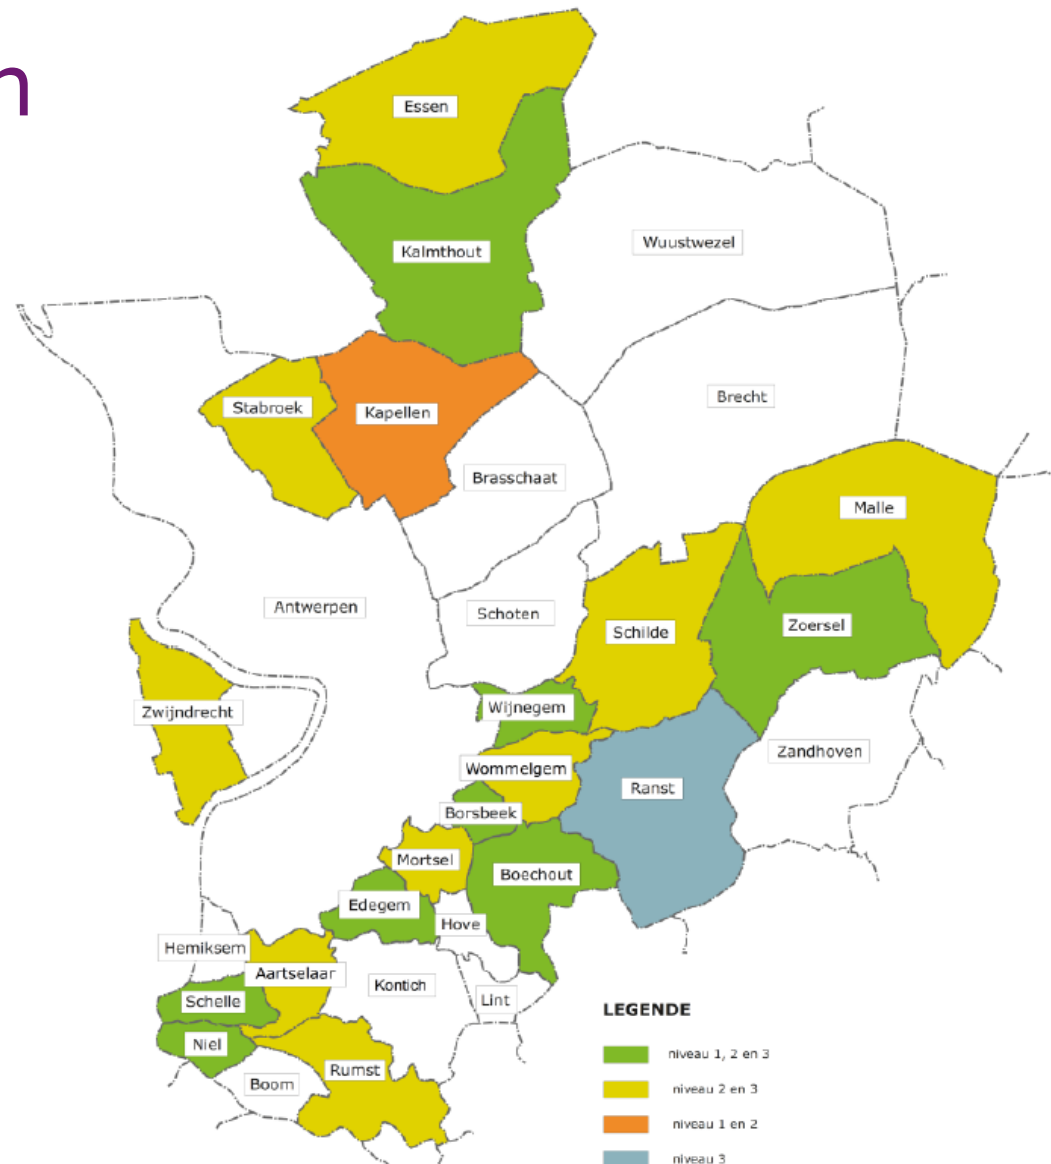 n
Essen
Wuustwezel
Kalmthout
Brecht
Stabroek
Kapellen
Brasschaat
Malle
Antwerpen
Schoten
Schilde
Zoersel
Zwijndrecht
Wijnegem
Zandhoven
Wommelgem
Ranst
Borsbeek
Mortsel
Boechout
Edegem
Hove
Hemiksem
Aartselaar
Kontich
Schelle
Lint
Niel
Rumst
Boom
LEGENDE
niveau 1, 2 en 3
niveau 2 en 3
niveau 1 en 2
niveau 3